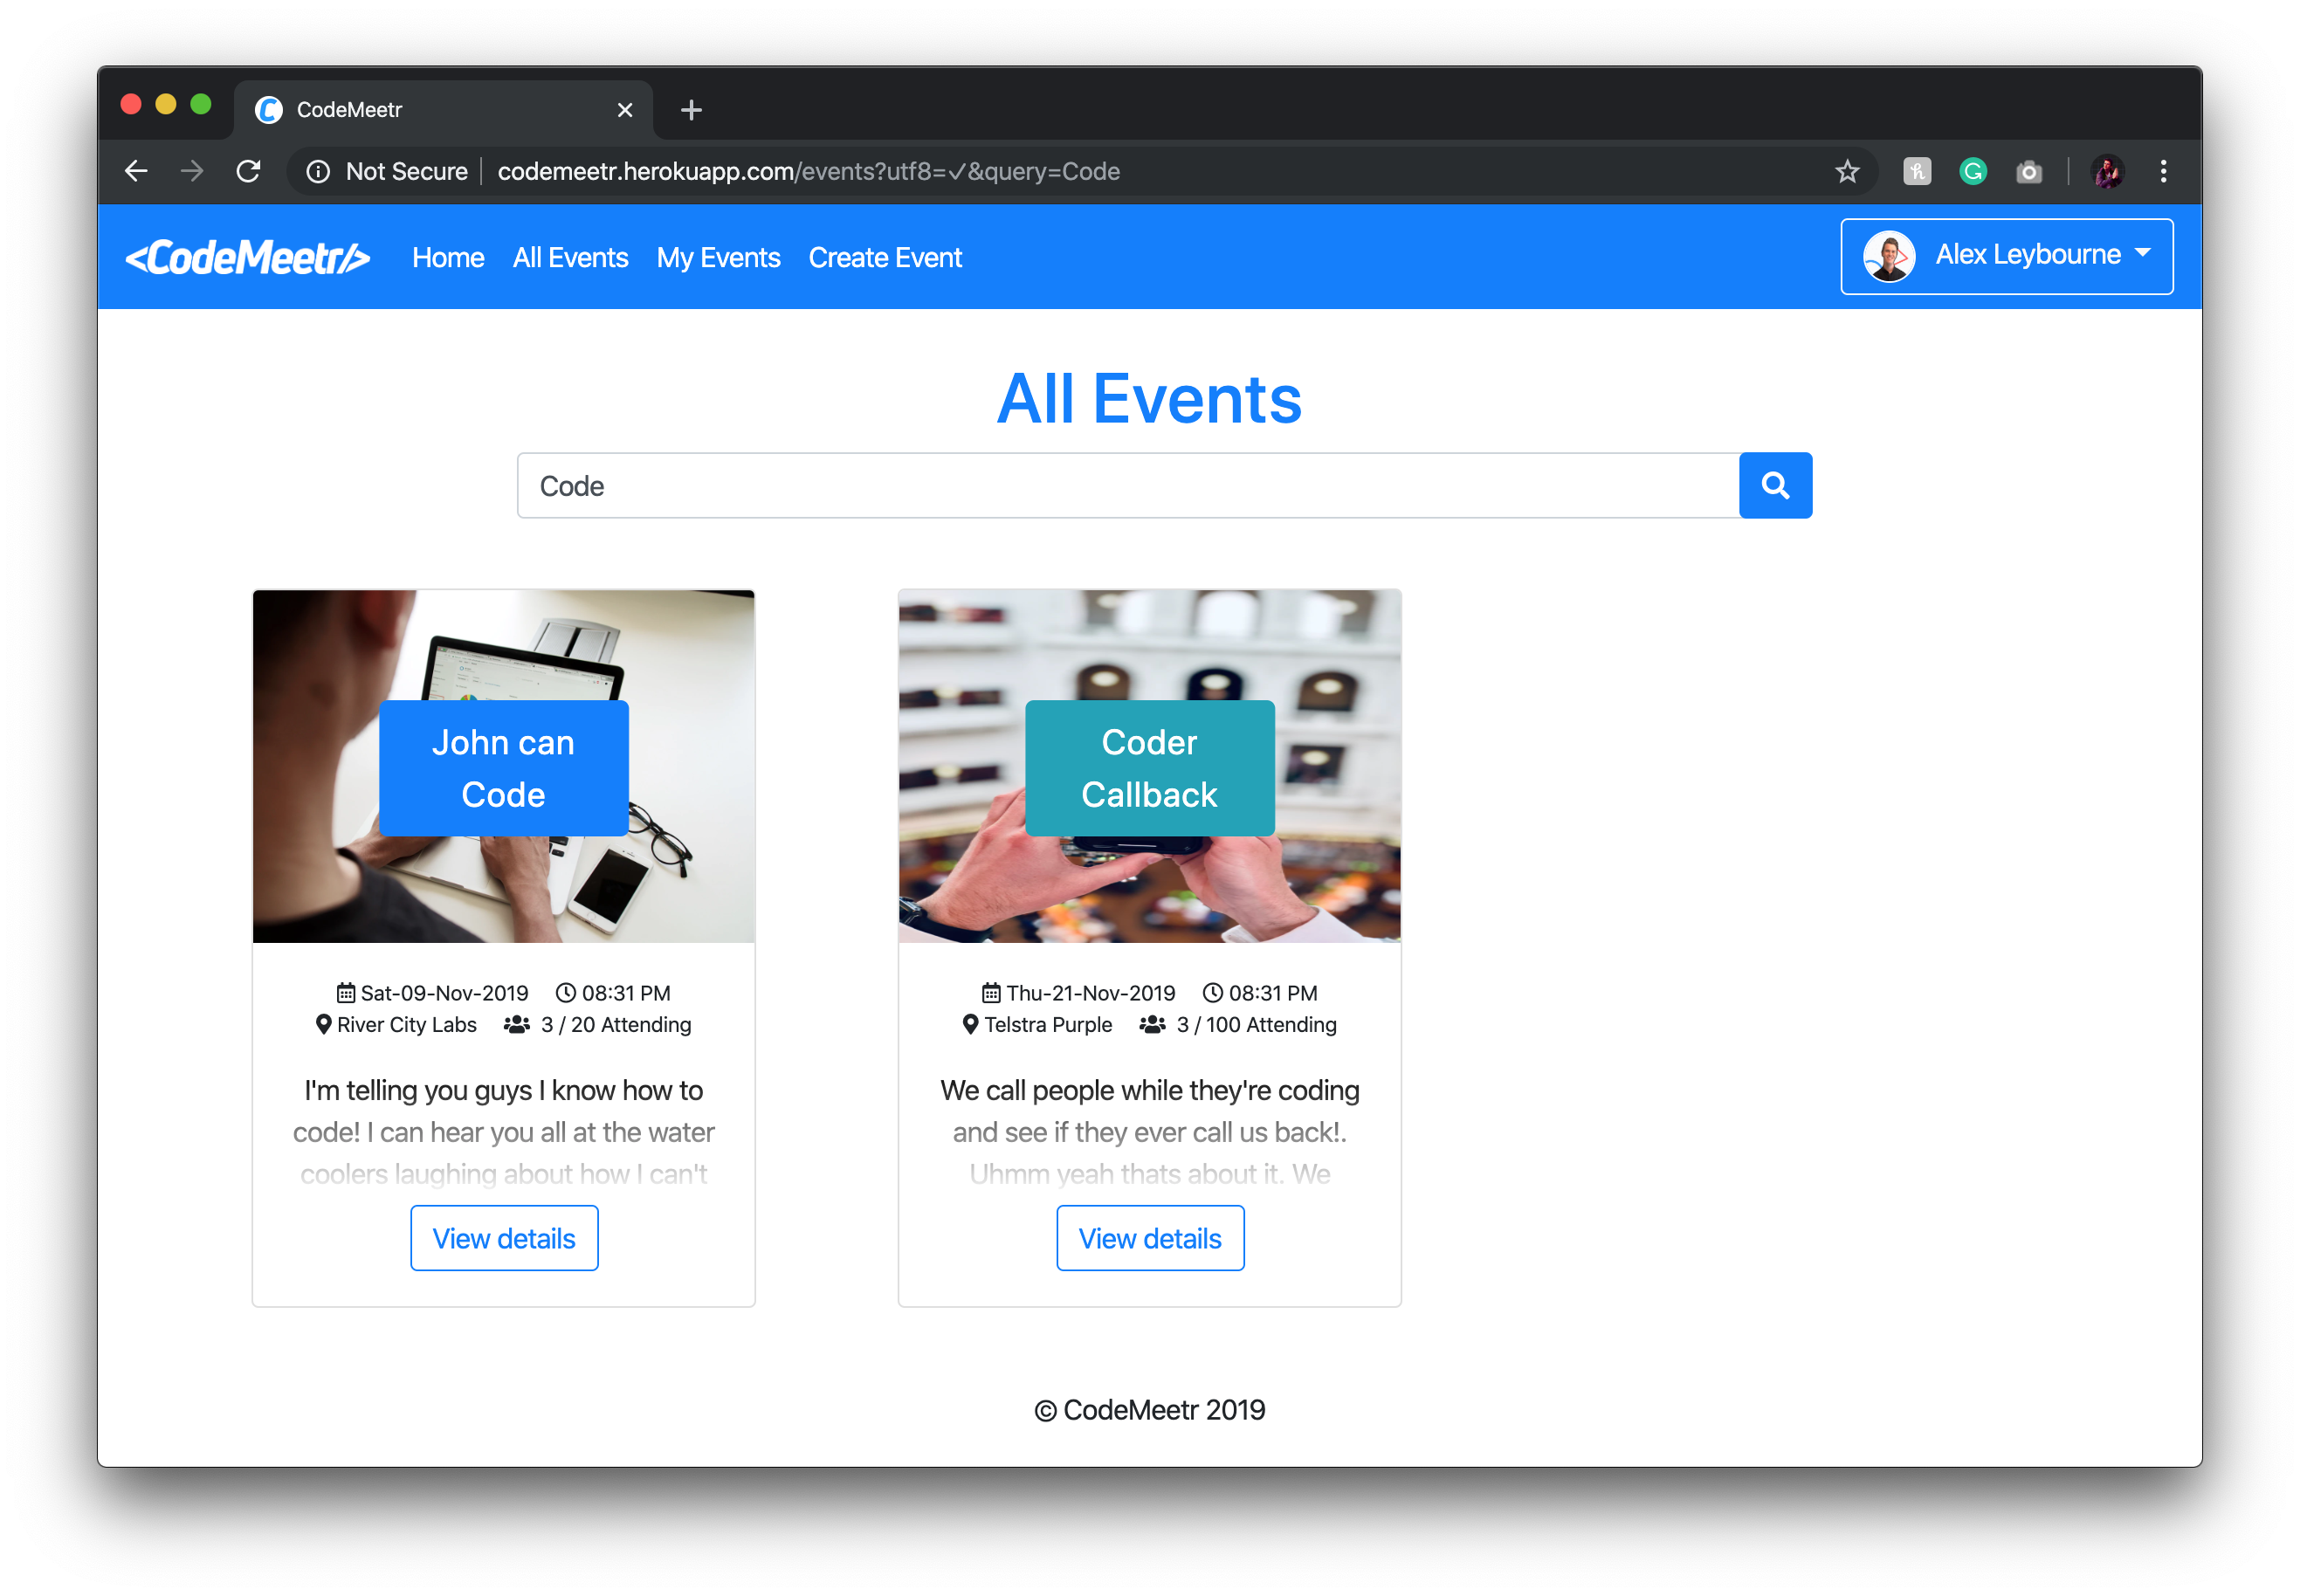 CodeMeetr
Not Secure codemeetr.herokuapp.com/events?utf8=✓&query=Code
<CodeMeetr/> Home All Events My Events Create Event Alex Leybourne
All Events
Code
John can
Code
Sat-09-Nov-2019 08:31 PM
River City Labs 3 / 20 Attending
I'm telling you guys I know how to
code! I can hear you all at the water
coolers laughing about how I can't
View details
Coder
Callback
Thu-21-Nov-2019 08:31 PM
Telstra Purple 3 / 100 Attending
We call people while they're coding
and see if they ever call us back!.
Uhmm yeah thats about it. We
View details
© CodeMeetr 2019